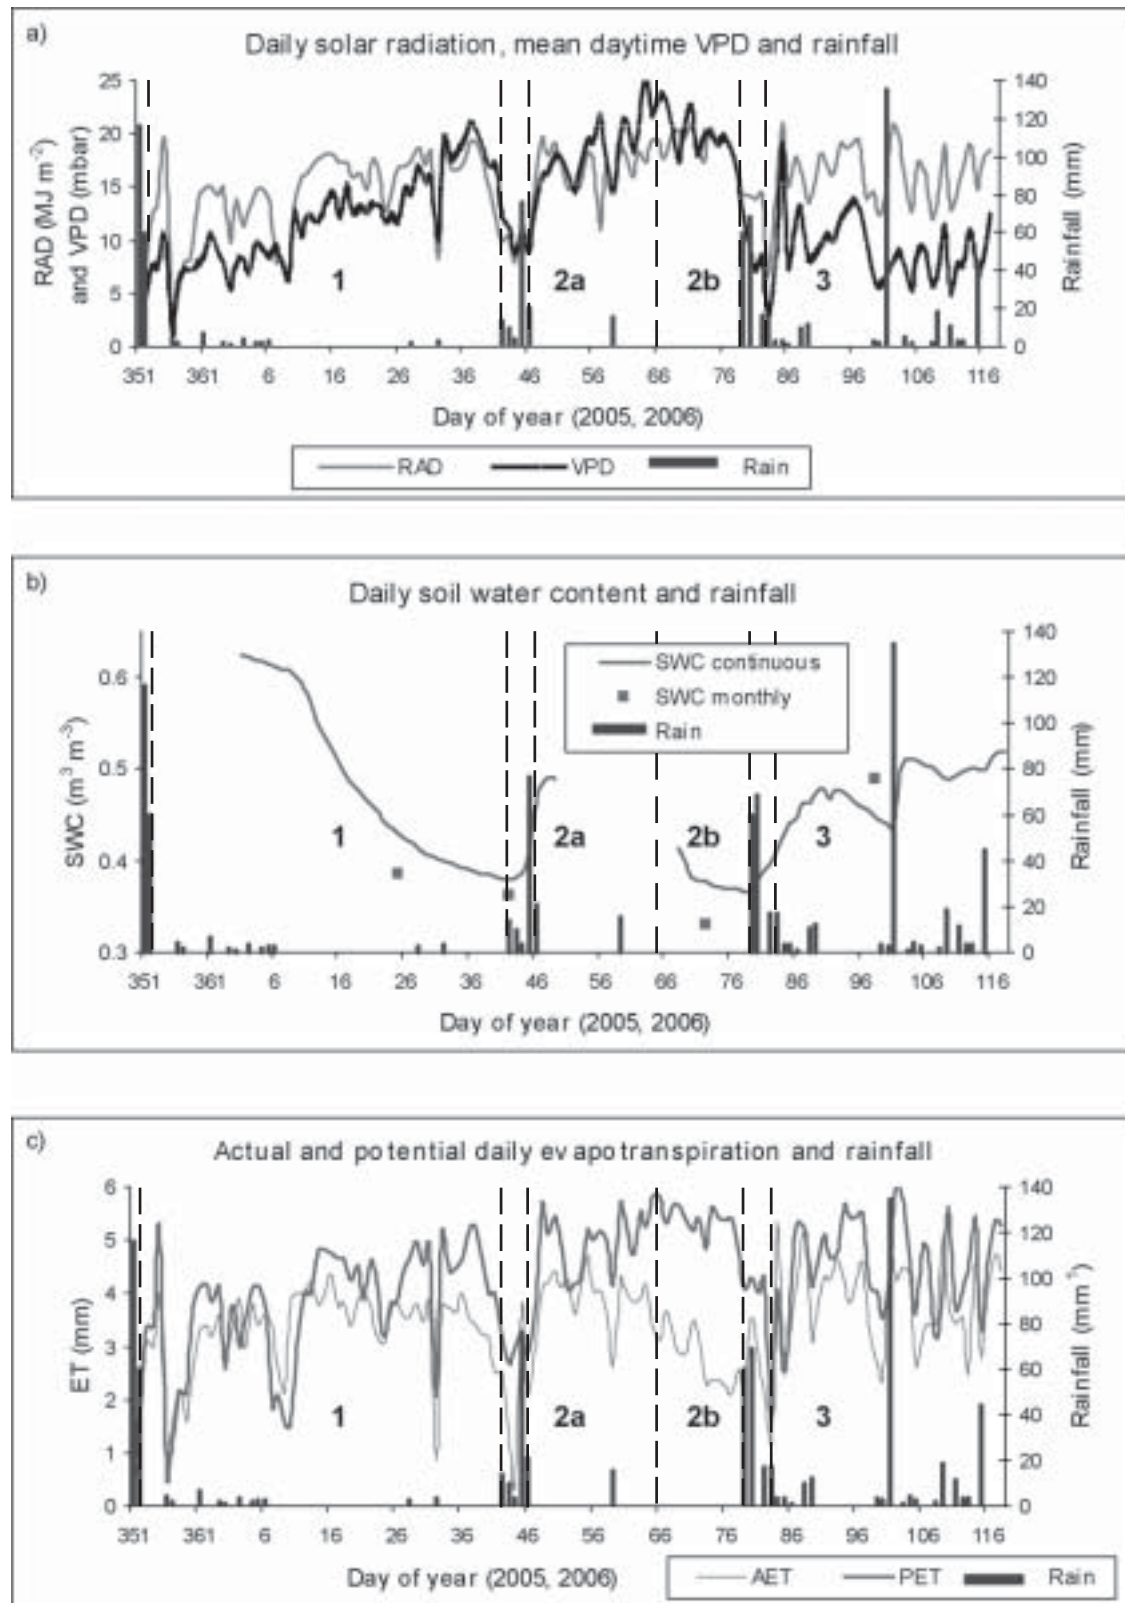 a)
Daily solar radiation, mean daytime VPD and rainfall
RAD (MJ m⁻²)
and VPD (mbar)
25
20
15
10
5
0
140
120
100
80
60
40
20
0
Rainfall (mm)
1
2a
2b
3
351 361 6 16 26 36 46 56 66 76 86 96 106 116
Day of year (2005, 2006)
RAD VPD Rain
b)
Daily soil water content and rainfall
SWC (m³ m⁻³)
0.6
0.5
0.4
0.3
SWC continuous
SWC monthly
Rain
140
120
100
80
60
40
20
0
Rainfall (mm)
1
2a
2b
3
351 361 6 16 26 36 46 56 66 76 86 96 106 116
Day of year (2005, 2006)
c)
Actual and potential daily evapotranspiration and rainfall
ET (mm)
6
5
4
3
2
1
0
140
120
100
80
60
40
20
0
Rainfall (mm
1
2a
2b
3
351 361 6 16 26 36 46 56 66 76 86 96 106 116
Day of year (2005, 2006)
AET PET Rain